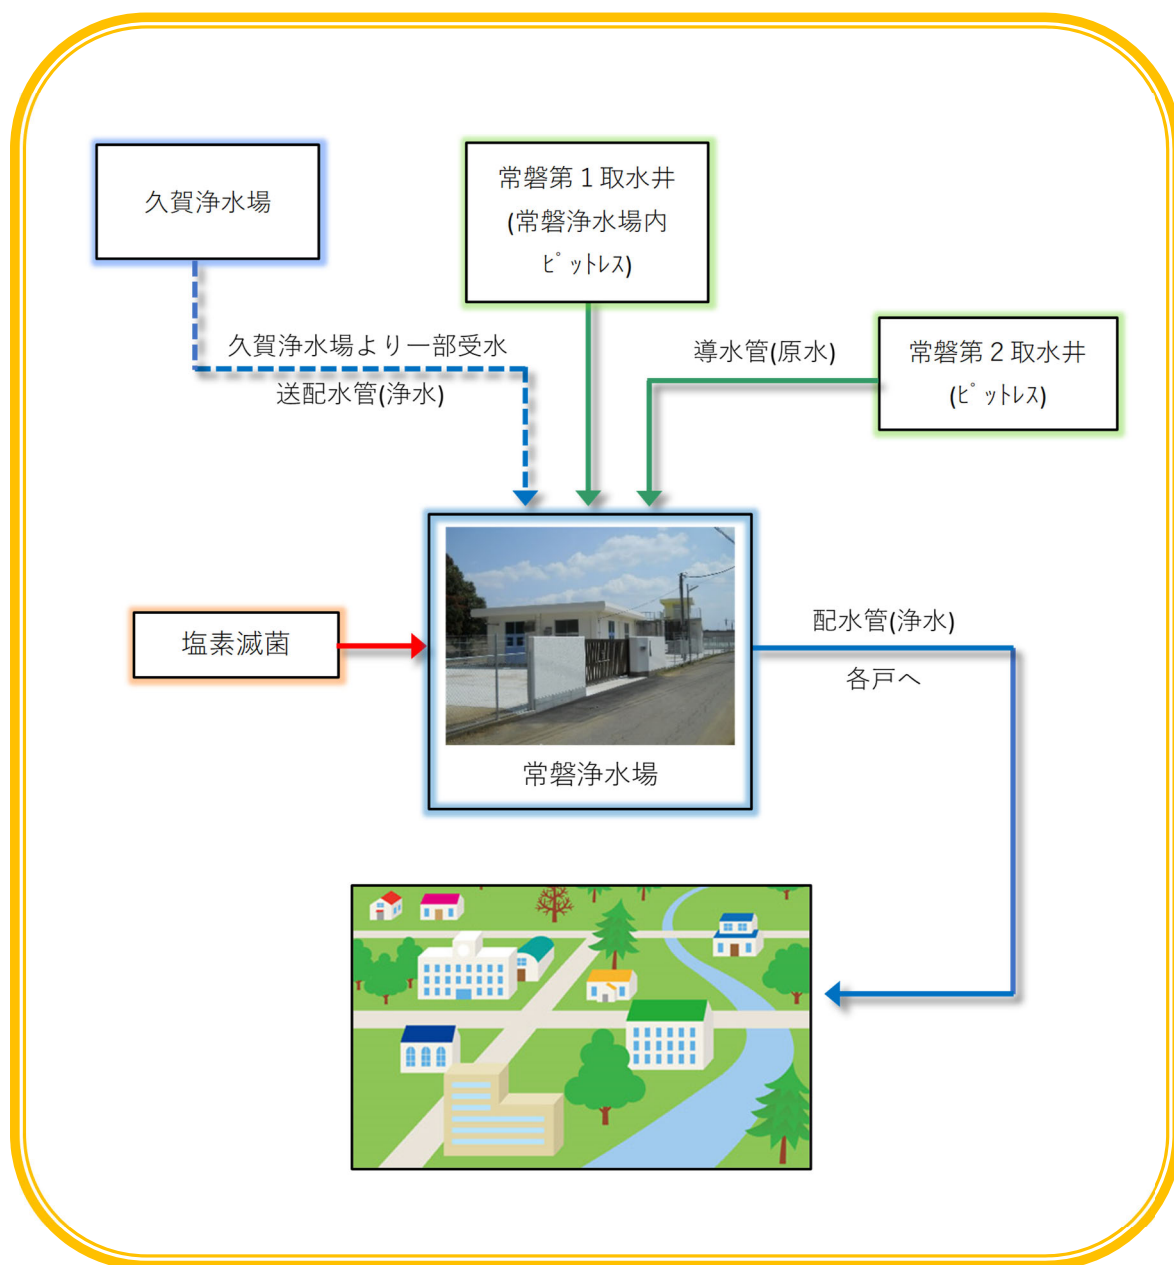 久賀浄水場
常磐第１取水井
(常磐浄水場内
ﾋﾟｯﾄﾚｽ)
久賀浄水場より一部受水
送配水管(浄水)
導水管(原水)
常磐第２取水井
(ﾋﾟｯﾄﾚｽ)
塩素滅菌
配水管(浄水)
各戸へ
常磐浄水場